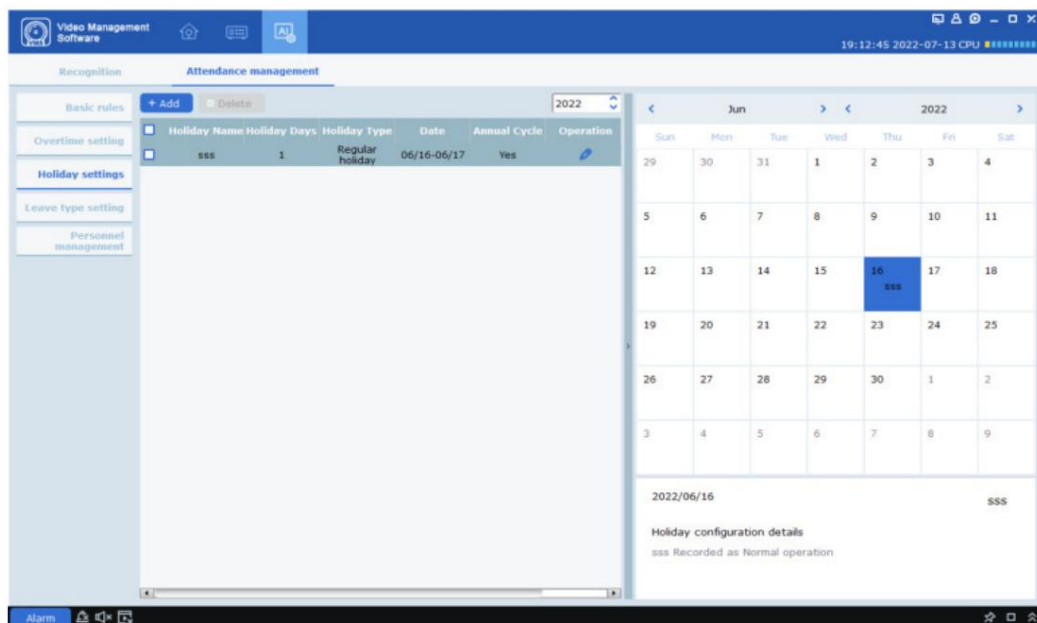 Video Management
Software
19:12:45 2022-07-13 CPU
Recognition
Attendance management
Basic rules
Overtime setting
Holiday settings
Leave type setting
Personnel
management
+ Add
Delete
2022
Holiday Name Holiday Days Holiday Type Date Annual Cycle Operation
sss 1 Regular holiday 06/16-06/17 Yes
Jun 2022
Sun Mon Tue Wed Thu Fri Sat
29 30 31 1 2 3 4
5 6 7 8 9 10 11
12 13 14 15 16 17 18
sss
19 20 21 22 23 24 25
26 27 28 29 30 1 2
3 4 5 6 7 8 9
2022/06/16 sss
Holiday configuration details
sss Recorded as Normal operation
Alarm